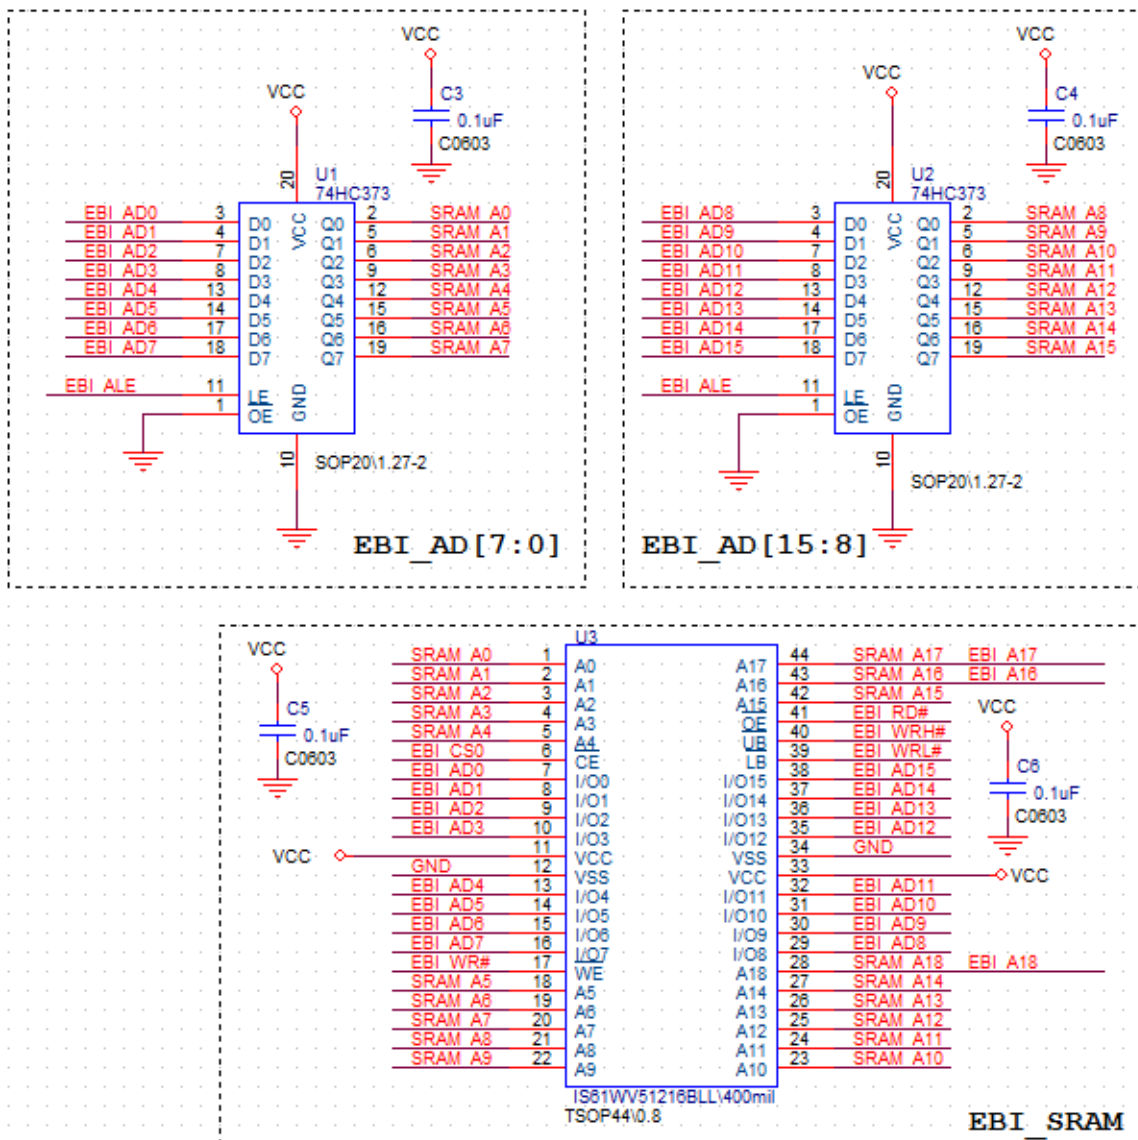 VCC
C3
0.1uF
C0603
VCC
20
U1
74HC373
EBI_AD0 3 D0 VCC Q0 2 SRAM_A0
EBI_AD1 4 D1 Q1 5 SRAM_A1
EBI_AD2 7 D2 Q2 6 SRAM_A2
EBI_AD3 8 D3 Q3 9 SRAM_A3
EBI_AD4 13 D4 Q4 12 SRAM_A4
EBI_AD5 14 D5 Q5 15 SRAM_A5
EBI_AD6 17 D6 Q6 16 SRAM_A6
EBI_AD7 18 D7 Q7 19 SRAM_A7
EBI_ALE 11 LE GND
1 OE
10
SOP20\1.27-2
EBI_AD[7:0]
VCC
C4
0.1uF
C0603
VCC
20
U2
74HC373
EBI_AD8 3 D0 VCC Q0 2 SRAM_A8
EBI_AD9 4 D1 Q1 5 SRAM_A9
EBI_AD10 7 D2 Q2 6 SRAM_A10
EBI_AD11 8 D3 Q3 9 SRAM_A11
EBI_AD12 13 D4 Q4 12 SRAM_A12
EBI_AD13 14 D5 Q5 15 SRAM_A13
EBI_AD14 17 D6 Q6 16 SRAM_A14
EBI_AD15 18 D7 Q7 19 SRAM_A15
EBI_ALE 11 LE GND
1 OE
10
SOP20\1.27-2
EBI_AD[15:8]
VCC
C5
0.1uF
C0603
U3
SRAM_A0 1 A0 A17 44 SRAM_A17 EBI_A17
SRAM_A1 2 A1 A16 43 SRAM_A16 EBI_A16
SRAM_A2 3 A2 A15 42 SRAM_A15
SRAM_A3 4 A3 OE 41 EBI_RD#
SRAM_A4 5 A4 UB 40 EBI_WRH#
EBI_CS0 6 CE LB 39 EBI_WRL#
EBI_AD0 7 I/O0 I/O15 38 EBI_AD15
EBI_AD1 8 I/O1 I/O14 37 EBI_AD14
EBI_AD2 9 I/O2 I/O13 36 EBI_AD13
EBI_AD3 10 I/O3 I/O12 35 EBI_AD12
VCC 11 VCC VSS 34 GND
GND 12 VSS VCC 33 VCC
EBI_AD4 13 I/O4 I/O11 32 EBI_AD11
EBI_AD5 14 I/O5 I/O10 31 EBI_AD10
EBI_AD6 15 I/O6 I/O9 30 EBI_AD9
EBI_AD7 16 I/O7 I/O8 29 EBI_AD8
EBI_WR# 17 WE A18 28 SRAM_A18 EBI_A18
SRAM_A5 18 A5 A14 27 SRAM_A14
SRAM_A6 19 A6 A13 26 SRAM_A13
SRAM_A7 20 A7 A12 25 SRAM_A12
SRAM_A8 21 A8 A11 24 SRAM_A11
SRAM_A9 22 A9 A10 23 SRAM_A10
IS61WV51216BLL\400mil
TSOP44\0.8
VCC
C6
0.1uF
C0603
EBI_SRAM